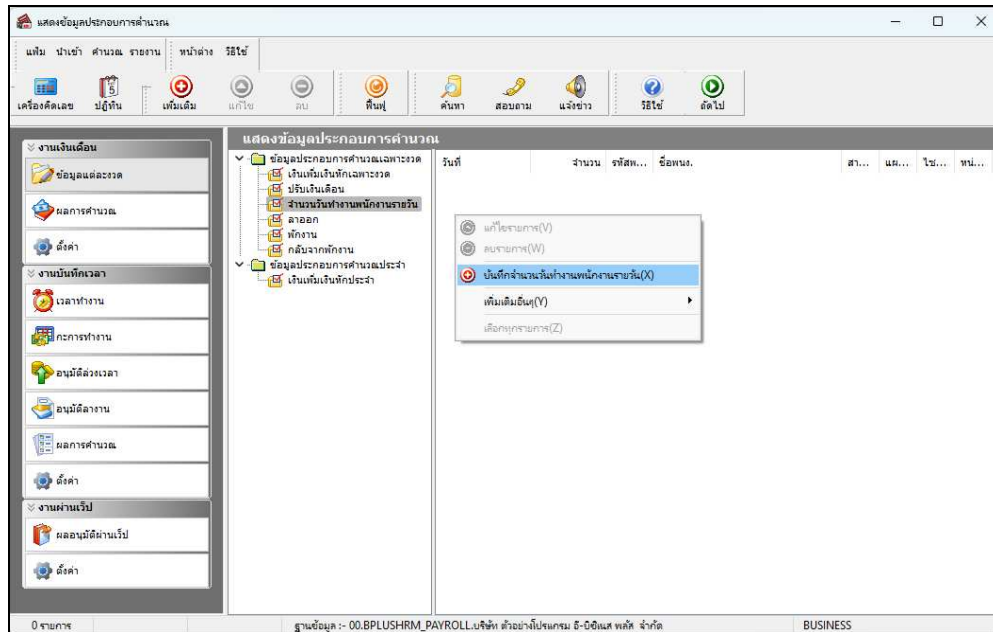 แสดงข้อมูลประกอบการคำนวณ
แฟ้ม นำเข้า คำนวณ รายงาน หน้าต่าง วิธีใช้
เครื่องคิดเลข ปฏิทิน เพิ่มเติม แก้ไข ลบ ฟื้นฟู ค้นหา สอบถาม แจ้งข่าว วิธีใช้ ถัดไป
งานเงินเดือน
ข้อมูลแต่ละงวด
ผลการคำนวณ
ตั้งค่า
งานบันทึกเวลา
เวลาทำงาน
กะการทำงาน
อนุมัติล่วงเวลา
อนุมัติลางาน
ผลการคำนวณ
ตั้งค่า
งานผ่านเว็ป
ผลอนุมัติผ่านเว็ป
ตั้งค่า
แสดงข้อมูลประกอบการคำนวณ
ข้อมูลประกอบการคำนวณเฉพาะงวด
เงินเพิ่มเงินหักเฉพาะงวด
ปรับเงินเดือน
จำนวนวันทำงานพนักงานรายวัน
ลาออก
พักงาน
กลับจากพักงาน
ข้อมูลประกอบการคำนวณประจำ
เงินเพิ่มเงินหักประจำ
วันที่ จำนวน รหัสพ... ชื่อพนง. สา... แผ... ไซ... หน่...
แก้ไขรายการ(V)
ลบรายการ(W)
บันทึกจำนวนวันทำงานพนักงานรายวัน(X)
เพิ่มเติมอื่นๆ(Y)
เลือกทุกรายการ(Z)
0 รายการ ฐานข้อมูล :- 00.BPLUSHRM_PAYROLL.บริษัท ตัวอย่างโปรแกรม อี-บิซิเนส พลัส จำกัด BUSINESS